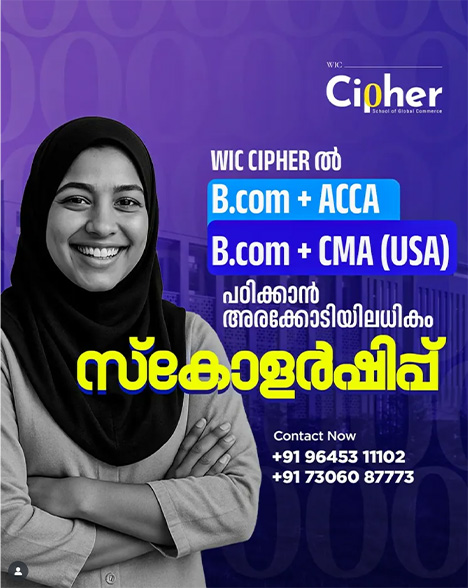 WIC
Cipher
School of Global Commerce
WIC CIPHER ൽ
B.com + ACCA
B.com + CMA (USA)
പഠിക്കാൻ
അരക്കോടിയിലധികം
സ്കോളർഷിപ്പ്
Contact Now
+91 96453 11102
+91 73060 87773